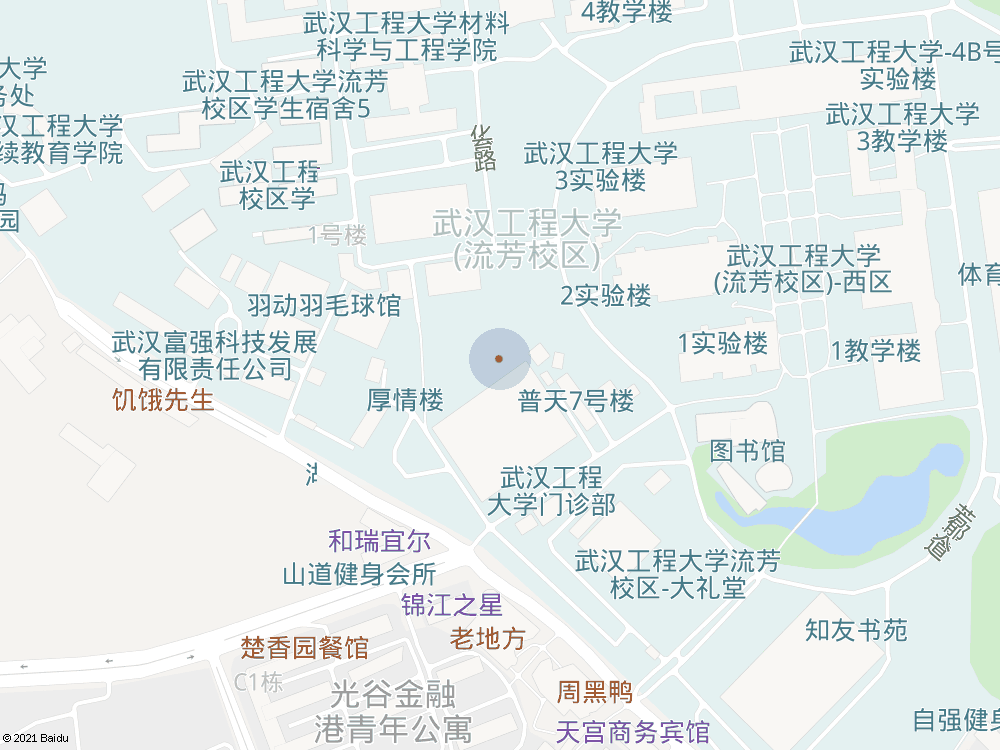 4教学楼
武汉工程大学材料
科学与工程学院
武汉工程大学-4B号
实验楼
大学
务处
武汉工程大学流芳
校区学生宿舍5
武汉工程大学
3教学楼
汉工程大学
续教育学院
化育路
武汉工程大学
3实验楼
武汉工程
校区学
园
1号楼
武汉工程大学
(流芳校区)
武汉工程大学
(流芳校区)-西区
体育
2实验楼
羽动羽毛球馆
武汉富强科技发展
有限责任公司
1实验楼
1教学楼
饥饿先生
厚情楼
普天7号楼
图书馆
武汉工程
大学门诊部
茅郁道
和瑞宜尔
山道健身会所
武汉工程大学流芳
校区-大礼堂
锦江之星
知友书苑
老地方
楚香园餐馆
C1栋
光谷金融
港青年公寓
周黑鸭
自强健身
天宫商务宾馆
© 2021 Baidu